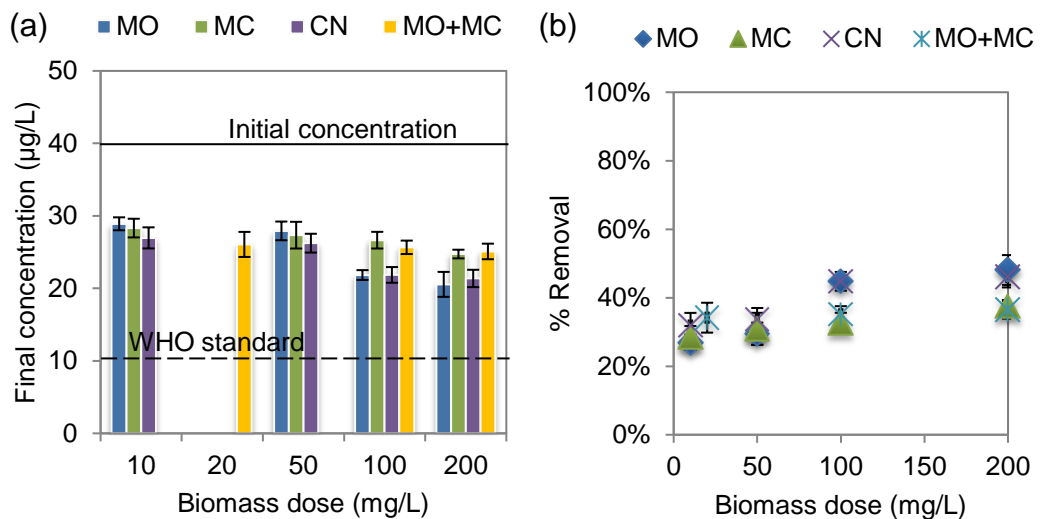 (a)
MO MC CN MO+MC
Final concentration (µg/L)
50
40
30
20
10
0
Initial concentration
WHO standard
10 20 50 100 200
Biomass dose (mg/L)
(b)
MO MC CN MO+MC
% Removal
100%
80%
60%
40%
20%
0%
0 50 100 150 200
Biomass dose (mg/L)